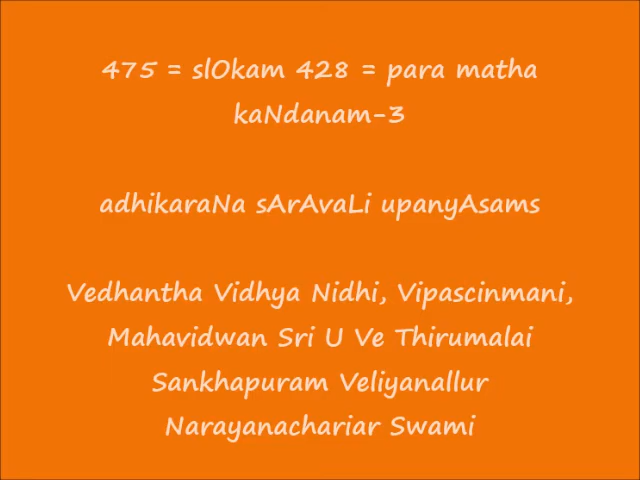 475 = slOkam 428 = para matha
kaNdanam-3
adhikaraNa sArAvaLi upanyAsams
Vedhantha Vidhya Nidhi, Vipascinmani,
Mahavidwan Sri U Ve Thirumalai
Sankhapuram Veliyanallur
Narayanachariar Swami